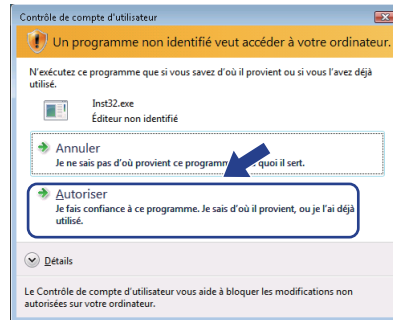 Contrôle de compte d'utilisateur
Un programme non identifié veut accéder à votre ordinateur.
N'exécutez ce programme que si vous savez d'où il provient ou si vous l'avez déjà
utilisé.
Inst32.exe
Éditeur non identifié
Annuler
Je ne sais pas d'où provient ce programme quoi il sert.
Autoriser
Je fais confiance à ce programme. Je sais d'où il provient, ou je l'ai déjà
utilisé.
Détails
Le Contrôle de compte d'utilisateur vous aide à bloquer les modifications non
autorisées sur votre ordinateur.